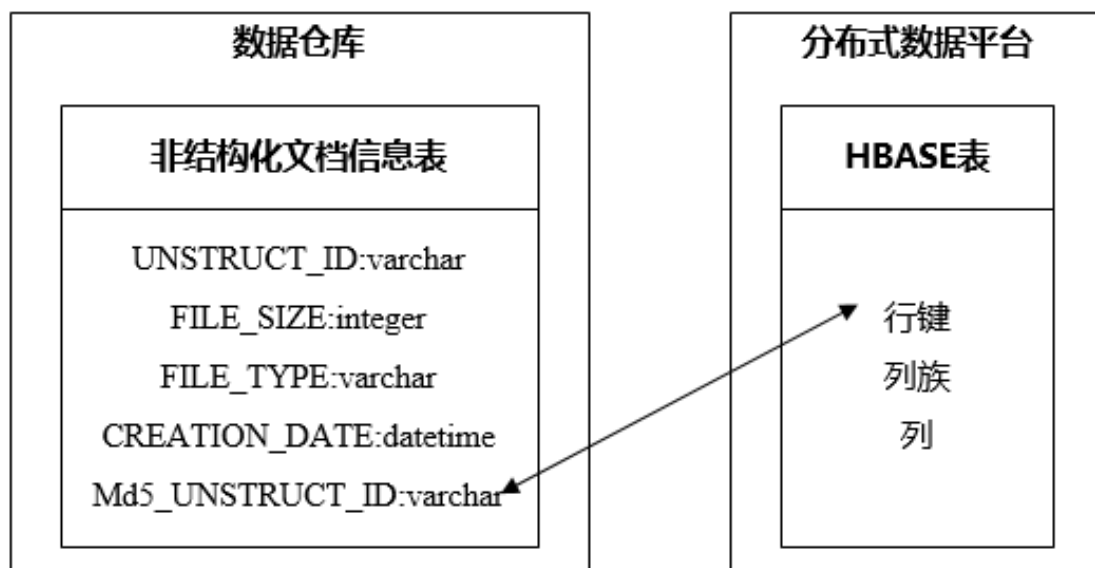 数据仓库
非结构化文档信息表
UNSTRUCT_ID:varchar
FILE_SIZE:integer
FILE_TYPE:varchar
CREATION_DATE:datetime
Md5_UNSTRUCT_ID:varchar
分布式数据平台
HBASE表
行键
列族
列